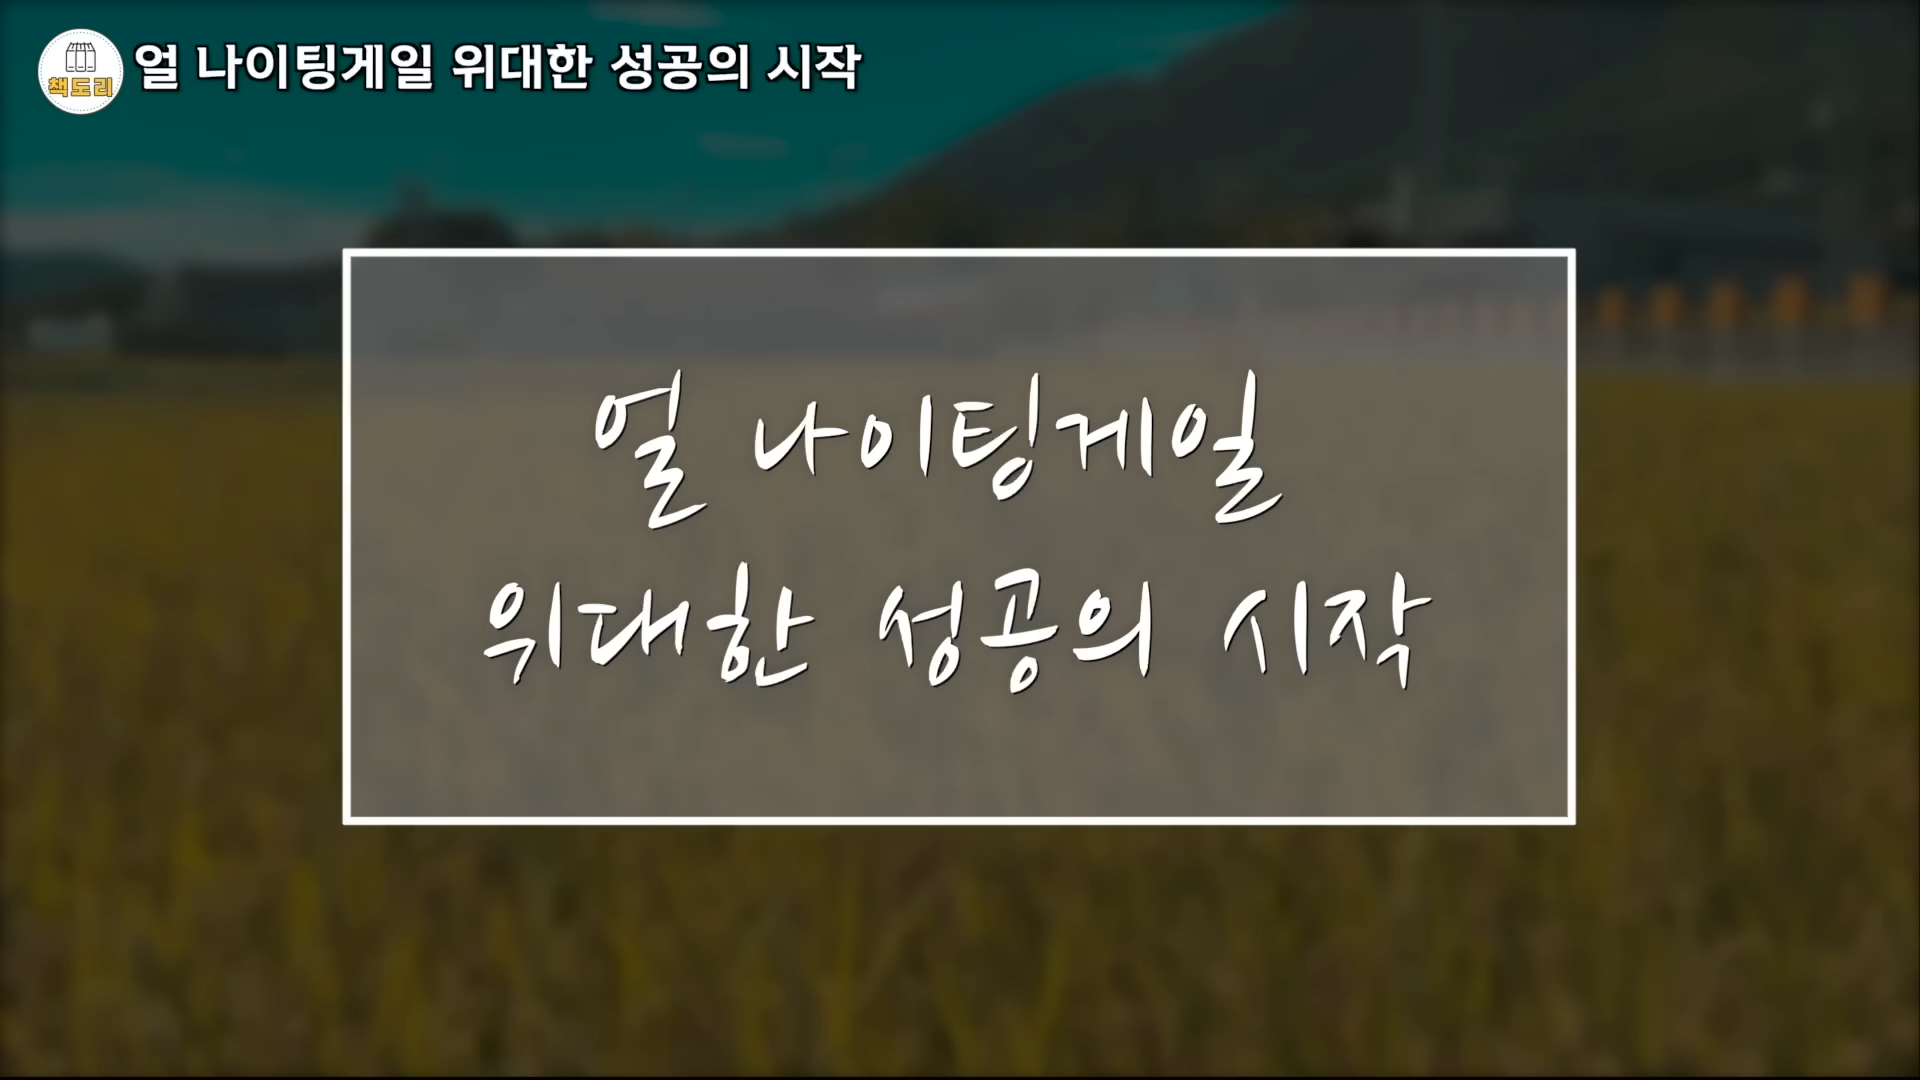 책도리
얼 나이팅게일 위대한 성공의 시작
얼 나이팅게일
위대한 성공의 시작